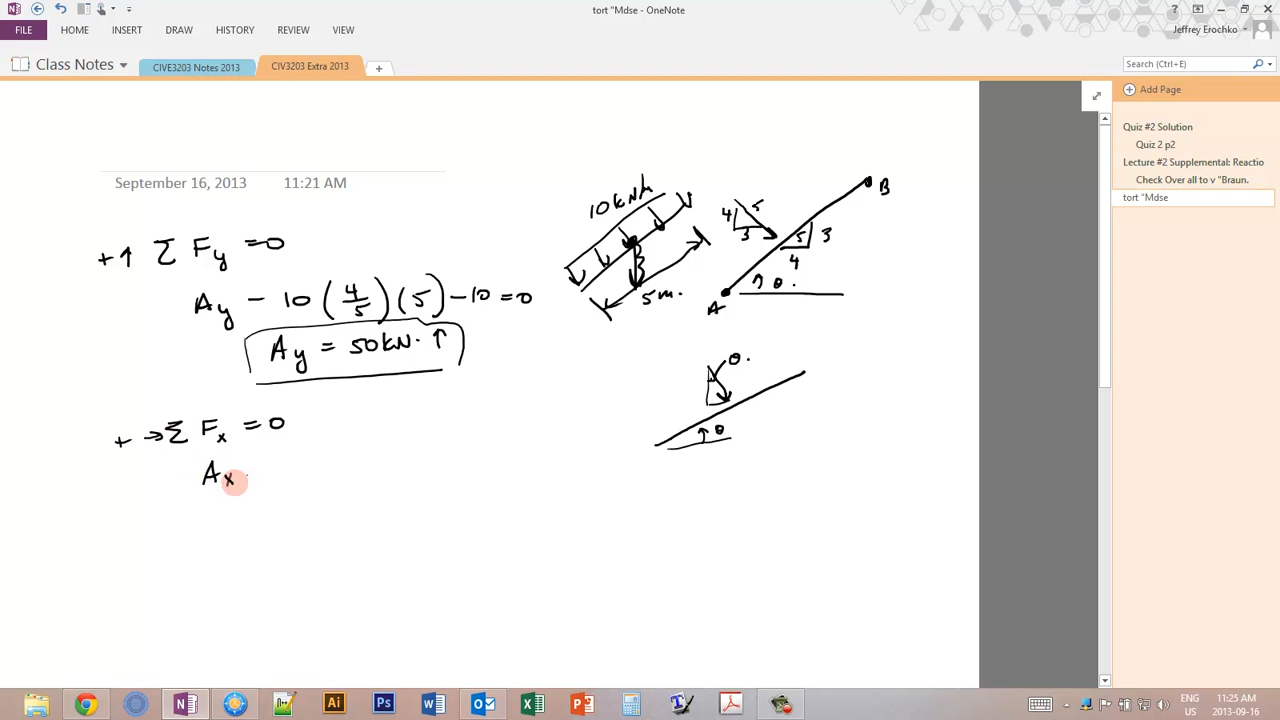 tort "Mdse - OneNote
FILE HOME INSERT DRAW HISTORY REVIEW VIEW
Jeffrey Erochko
Class Notes
CIVE3203 Notes 2013
CIV3203 Extra 2013
Search (Ctrl+E)
Add Page
Quiz #2 Solution
Quiz 2 p2
Lecture #2 Supplemental: Reactio
Check Over all to v "Braun.
tort "Mdse
September 16, 2013 11:21 AM
+↑ Σ Fy = 0
Ay - 10 (4/5)(5) - 10 = 0
Ay = 50kN. ↑
+ → Σ Fx = 0
Ax
10kN/m
5m.
4 5
3
5 3
4
A
B
θ.
θ.
θ
ENG
US
11:25 AM
2013-09-16